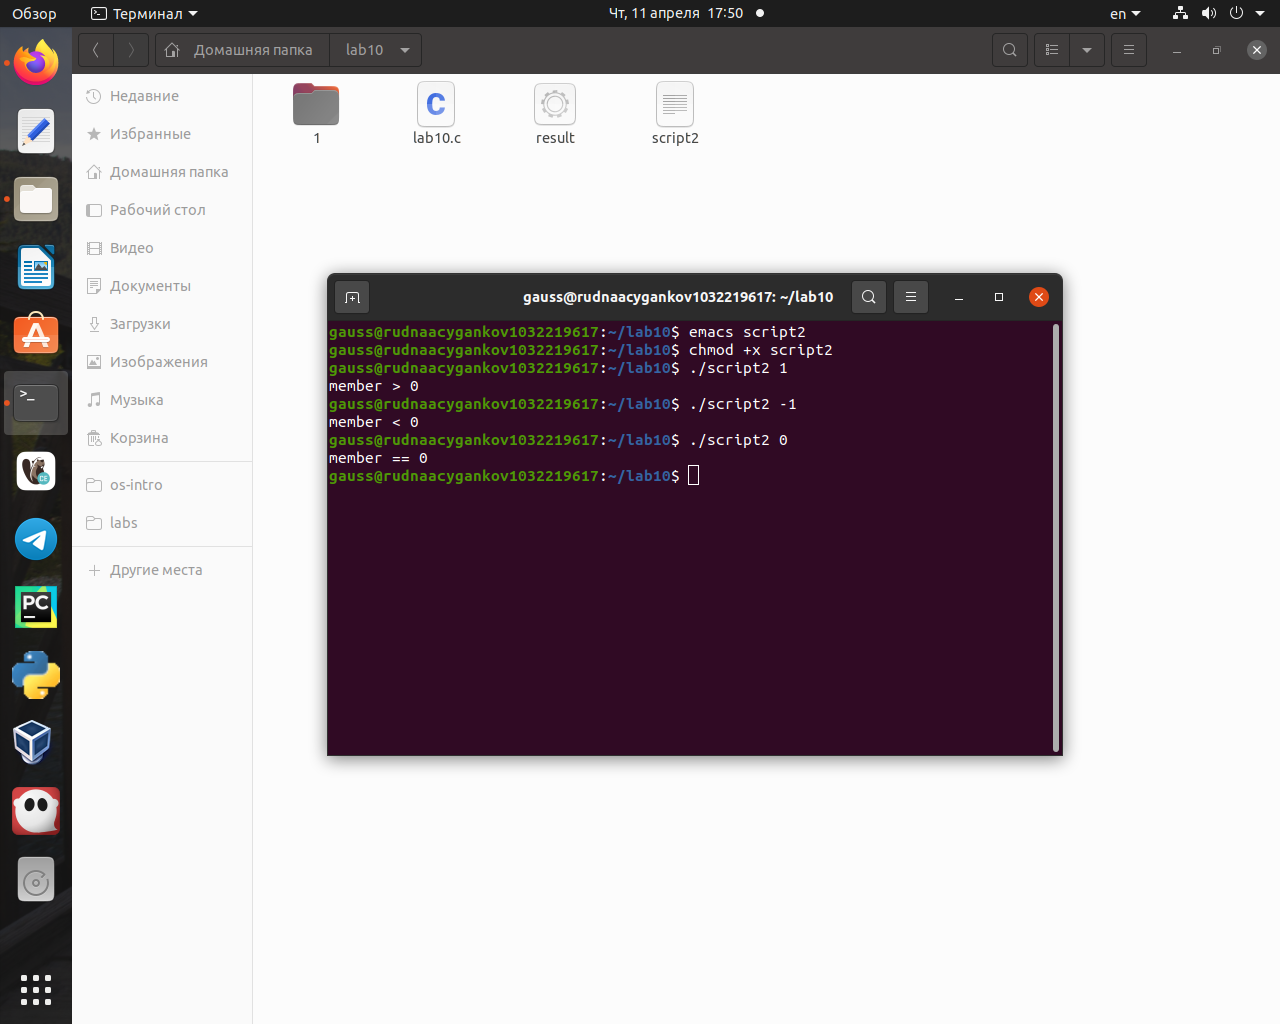 Обзор
Терминал
Чт, 11 апреля 17:50
en
Домашняя папка
lab10
Недавние
Избранные
Домашняя папка
Рабочий стол
Видео
Документы
Загрузки
Изображения
Музыка
Корзина
os-intro
labs
Другие места
1
C
lab10.c
result
script2
gauss@rudnaacygankov1032219617: ~/lab10
gauss@rudnaacygankov1032219617:~/lab10$ emacs script2
gauss@rudnaacygankov1032219617:~/lab10$ chmod +x script2
gauss@rudnaacygankov1032219617:~/lab10$ ./script2 1
member > 0
gauss@rudnaacygankov1032219617:~/lab10$ ./script2 -1
member < 0
gauss@rudnaacygankov1032219617:~/lab10$ ./script2 0
member == 0
gauss@rudnaacygankov1032219617:~/lab10$
>_
CE
PC